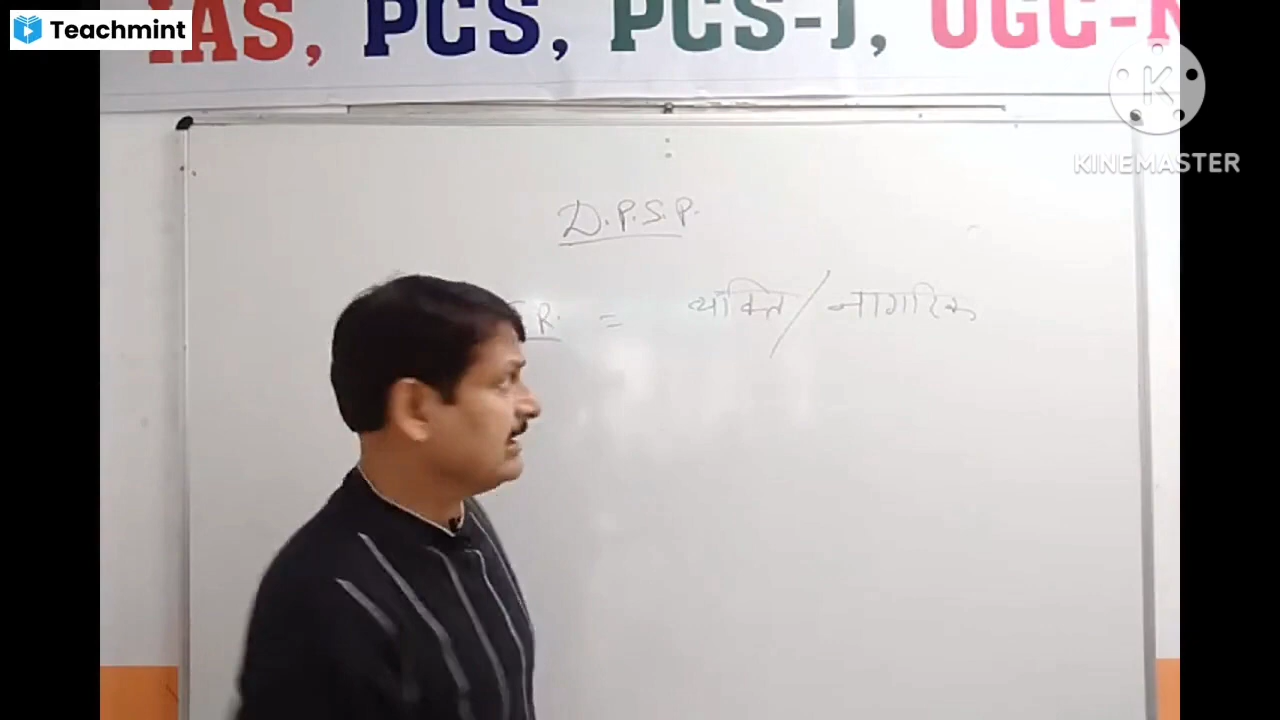 Teachmint
IAS, PCS, PCS-J, UGC-N
KINEMASTER
D.P.S.P.
R. = व्यक्ति / नागरिक